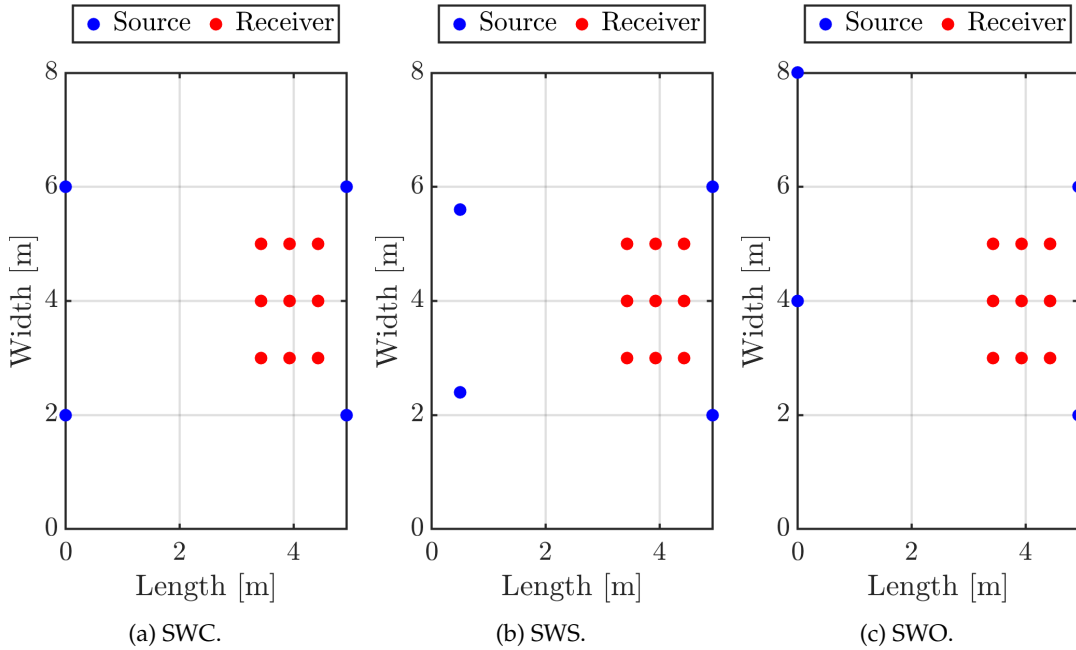 Source Receiver
8
6
4
2
0
0 2 4
Width [m]
Length [m]
(a) SWC.
Source Receiver
8
6
4
2
0
0 2 4
Width [m]
Length [m]
(b) SWS.
Source Receiver
8
6
4
2
0
0 2 4
Width [m]
Length [m]
(c) SWO.